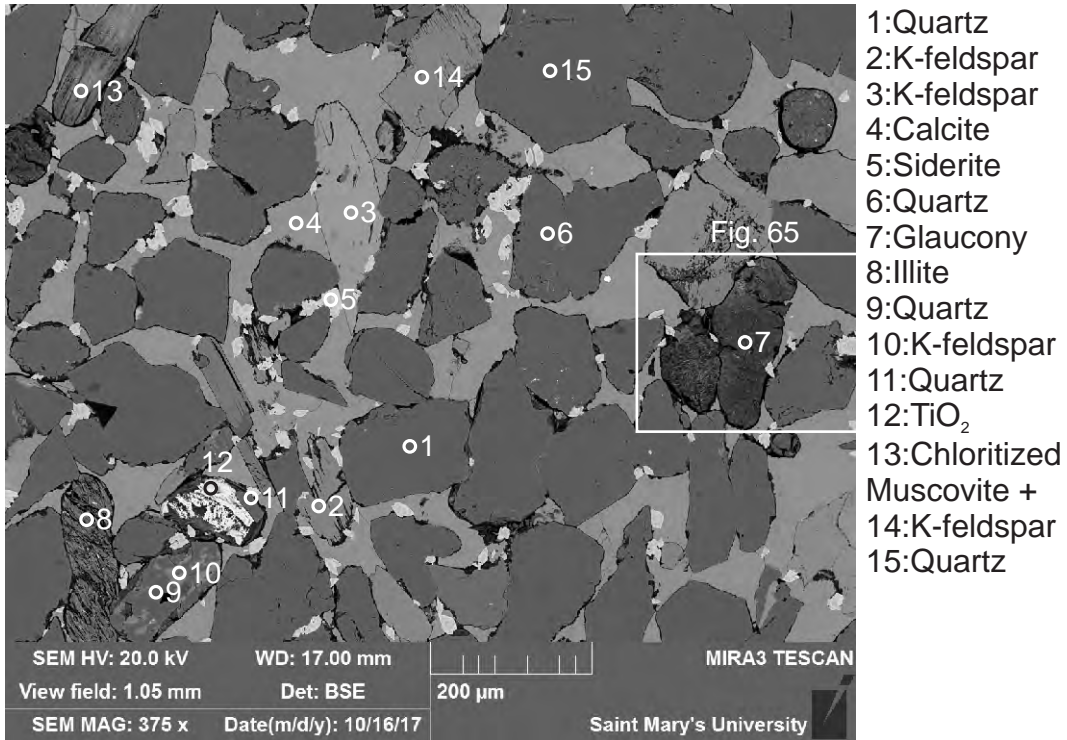 13
14
15
4
3
6
Fig. 65
5
7
1
12
11
2
8
10
9
SEM HV: 20.0 kV WD: 17.00 mm MIRA3 TESCAN
View field: 1.05 mm Det: BSE 200 µm
SEM MAG: 375 x Date(m/d/y): 10/16/17 Saint Mary's University
1:Quartz
2:K-feldspar
3:K-feldspar
4:Calcite
5:Siderite
6:Quartz
7:Glaucony
8:Illite
9:Quartz
10:K-feldspar
11:Quartz
12:TiO₂
13:Chloritized
Muscovite +
14:K-feldspar
15:Quartz